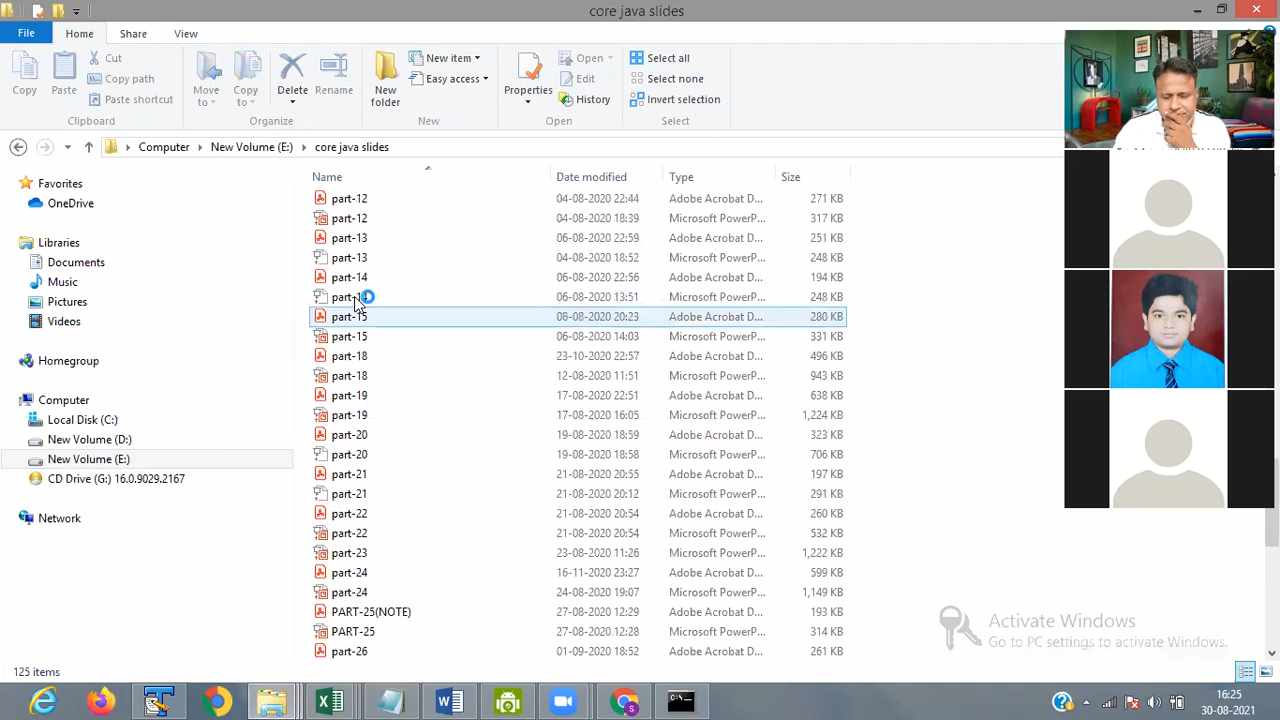 core java slides
File Home Share View
Copy
Paste
Cut
Copy path
Paste shortcut
Clipboard
Move to
Copy to
Delete
Rename
Organize
New folder
New item
Easy access
New
Properties
Open
Edit
History
Open
Select all
Select none
Invert selection
Select
Computer New Volume (E:) core java slides
Favorites
OneDrive
Libraries
Documents
Music
Pictures
Videos
Homegroup
Computer
Local Disk (C:)
New Volume (D:)
New Volume (E:)
CD Drive (G:) 16.0.9029.2167
Network
Name Date modified Type Size
part-12 04-08-2020 22:44 Adobe Acrobat D... 271 KB
part-12 04-08-2020 18:39 Microsoft PowerP... 317 KB
part-13 06-08-2020 22:59 Adobe Acrobat D... 251 KB
part-13 04-08-2020 18:52 Microsoft PowerP... 248 KB
part-14 06-08-2020 22:56 Adobe Acrobat D... 194 KB
06-08-2020 13:51 Microsoft PowerP... 248 KB
part-15 08-08-2020 20:23 Adobe Acrobat D... 280 KB
part-15 06-08-2020 14:03 Microsoft PowerP... 331 KB
part-18 23-10-2020 22:57 Adobe Acrobat D... 496 KB
part-18 12-08-2020 11:51 Microsoft PowerP... 943 KB
part-19 17-08-2020 22:51 Adobe Acrobat D... 638 KB
part-19 17-08-2020 16:05 Microsoft PowerP... 1,224 KB
part-20 19-08-2020 18:59 Adobe Acrobat D... 323 KB
part-20 19-08-2020 18:58 Microsoft PowerP... 706 KB
part-21 21-08-2020 20:55 Adobe Acrobat D... 197 KB
part-21 21-08-2020 20:12 Microsoft PowerP... 291 KB
part-22 21-08-2020 20:54 Adobe Acrobat D... 260 KB
part-22 21-08-2020 20:54 Microsoft PowerP... 532 KB
part-23 23-08-2020 11:26 Microsoft PowerP... 1,222 KB
part-24 16-11-2020 23:27 Adobe Acrobat D... 599 KB
part-24 24-08-2020 19:07 Microsoft PowerP... 1,149 KB
PART-25(NOTE) 27-08-2020 12:29 Adobe Acrobat D... 193 KB
PART-25 27-08-2020 12:28 Microsoft PowerP... 314 KB
part-26 01-09-2020 18:52 Adobe Acrobat D... 261 KB
Activate Windows
Go to PC settings to activate Windows.
125 items
16:25
30-08-2021